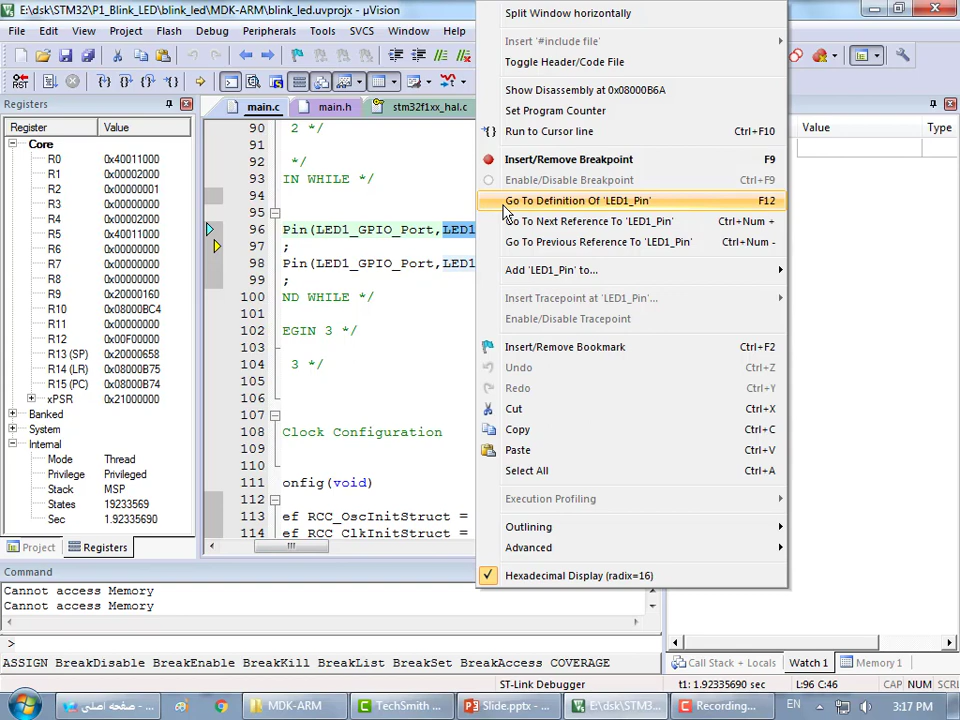 E:\dsk\STM32\P1_Blink_LED\blink_led\MDK-ARM\blink_led.uvprojx - µVision
File Edit View Project Flash Debug Peripherals Tools SVCS Window
Registers
Register Value
Core
R0 0x40011000
R1 0x00002000
R2 0x00000001
R3 0x40011000
R4 0x00000000
R5 0x00000000
R6 0x00000000
R7 0x00000000
R8 0x00000000
R9 0x20000160
R10 0x08000BC4
R11 0x00000000
R12 0x00F00000
R13 (SP) 0x20000658
R14 (LR) 0x08000B75
R15 (PC) 0x08000B74
xPSR 0x21000000
Banked
System
Internal
Mode Thread
Privilege Privileged
Stack MSP
States 19233569
Sec 1.92335690
Project Registers
main.c main.h stm32f1xx_hal.c
90 2 */
91
92 */
93 IN WHILE */
94
95
96 Pin(LED1_GPIO_Port,LED1
97 ;
98 Pin(LED1_GPIO_Port,LED1
99 ;
100 ND WHILE */
101
102 EGIN 3 */
103
104 3 */
105
106
107
108 Clock Configuration
109
110
111 onfig(void)
112
113 ef RCC_OscInitStruct =
114 ef RCC_ClkInitStruct =
Split Window horizontally
Insert '#include file'
Toggle Header/Code File
Show Disassembly at 0x08000B6A
Set Program Counter
{} Run to Cursor line Ctrl+F10
Insert/Remove Breakpoint F9
Enable/Disable Breakpoint Ctrl+F9
Go To Definition Of 'LED1_Pin' F12
Go To Next Reference To 'LED1_Pin' Ctrl+Num +
Go To Previous Reference To 'LED1_Pin' Ctrl+Num -
Add 'LED1_Pin' to...
Insert Tracepoint at 'LED1_Pin'...
Enable/Disable Tracepoint
Insert/Remove Bookmark Ctrl+F2
Undo Ctrl+Z
Redo Ctrl+Y
Cut Ctrl+X
Copy Ctrl+C
Paste Ctrl+V
Select All Ctrl+A
Execution Profiling
Outlining
Advanced
Hexadecimal Display (radix=16)
Value Type
Command
Cannot access Memory
Cannot access Memory
>
ASSIGN BreakDisable BreakEnable BreakKill BreakList BreakSet BreakAccess COVERAGE
Call Stack + Locals Watch 1 Memory 1
ST-Link Debugger t1: 1.92335690 sec L:96 C:46 CAP NUM SCRL
صفحه اصلی - ... MDK-ARM TechSmith ... Slide.pptx - ... E:\dsk\STM3... Recording... EN 3:17 PM